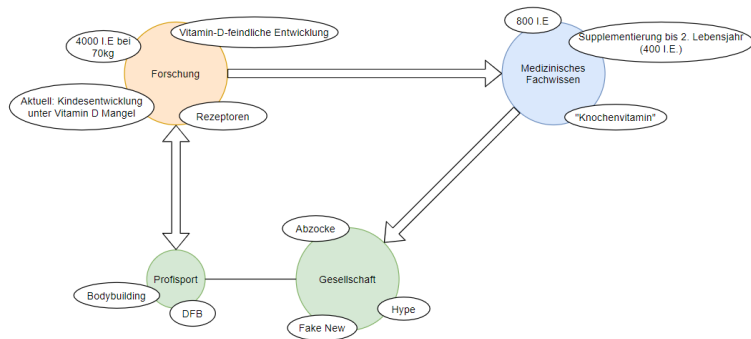 4000 I.E bei
70kg
Vitamin-D-feindliche Entwicklung
Forschung
Aktuell: Kindesentwicklung
unter Vitamin D Mangel
Rezeptoren
800 I.E
Supplementierung bis 2. Lebensjahr
(400 I.E.)
Medizinisches
Fachwissen
"Knochenvitamin"
Abzocke
Profisport
Gesellschaft
Bodybuilding
DFB
Hype
Fake New